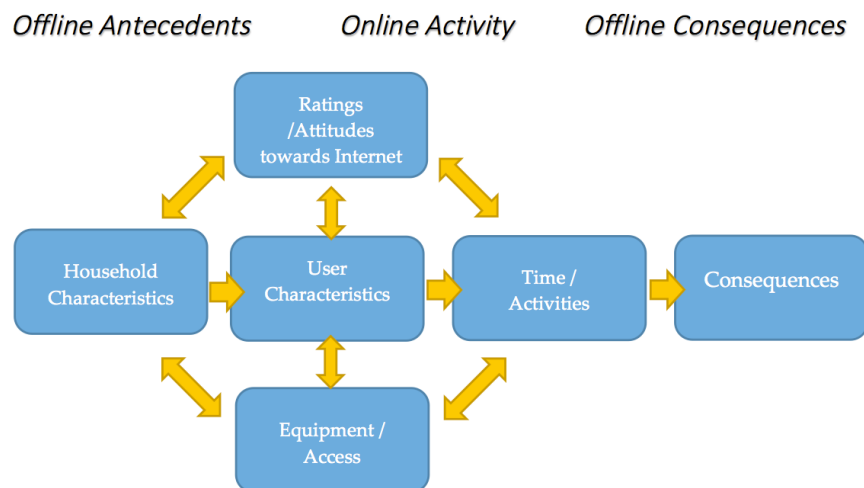 Offline Antecedents
Online Activity
Offline Consequences
Ratings
/Attitudes
towards Internet
Household
Characteristics
User
Characteristics
Time /
Activities
Consequences
Equipment /
Access